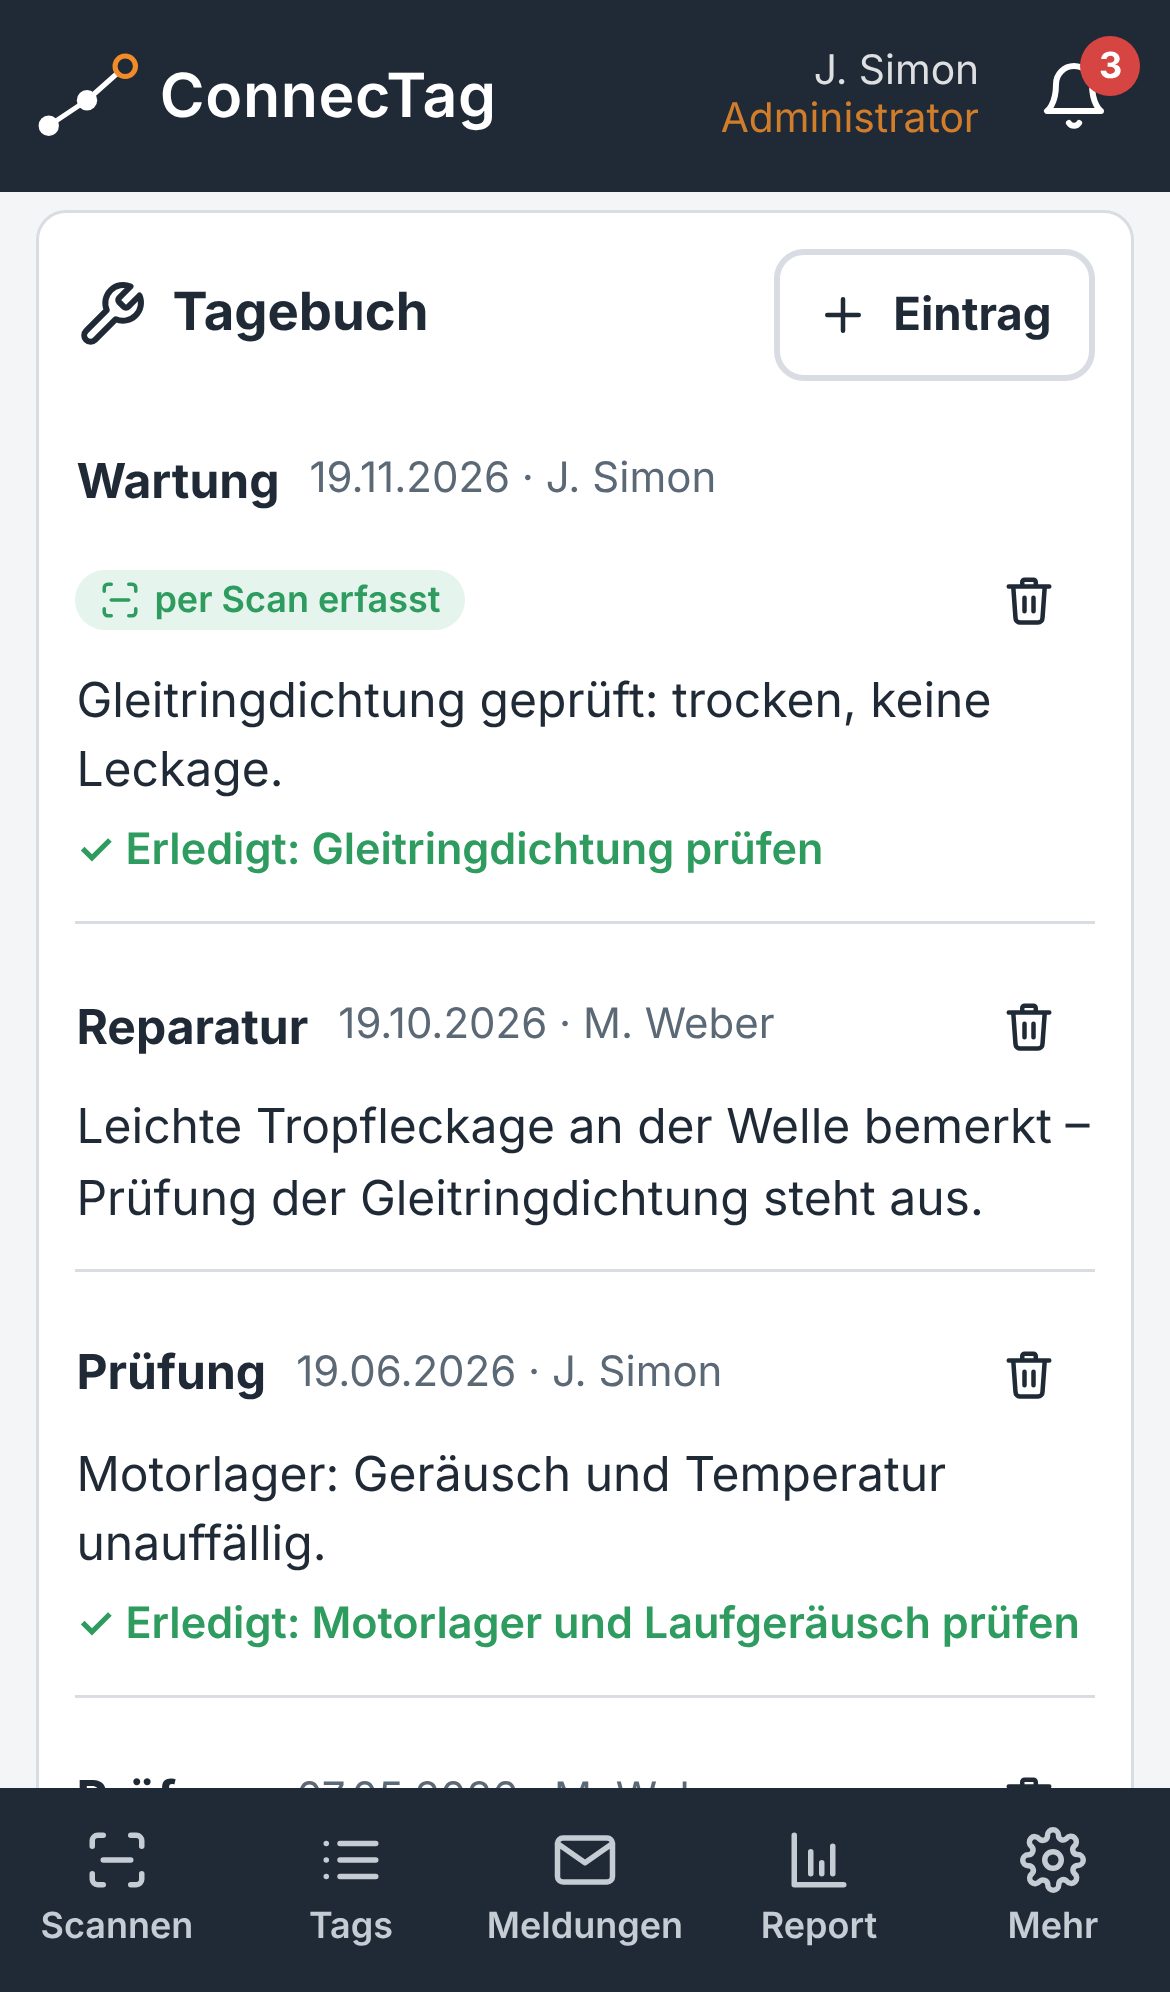 ConnecTag
J. Simon
Administrator
3
Tagebuch
+ Eintrag
Wartung 19.11.2026 · J. Simon
per Scan erfasst
Gleitringdichtung geprüft: trocken, keine
Leckage.
✓ Erledigt: Gleitringdichtung prüfen
Reparatur 19.10.2026 · M. Weber
Leichte Tropfleckage an der Welle bemerkt –
Prüfung der Gleitringdichtung steht aus.
Prüfung 19.06.2026 · J. Simon
Motorlager: Geräusch und Temperatur
unauffällig.
✓ Erledigt: Motorlager und Laufgeräusch prüfen
Scannen
Tags
Meldungen
Report
Mehr